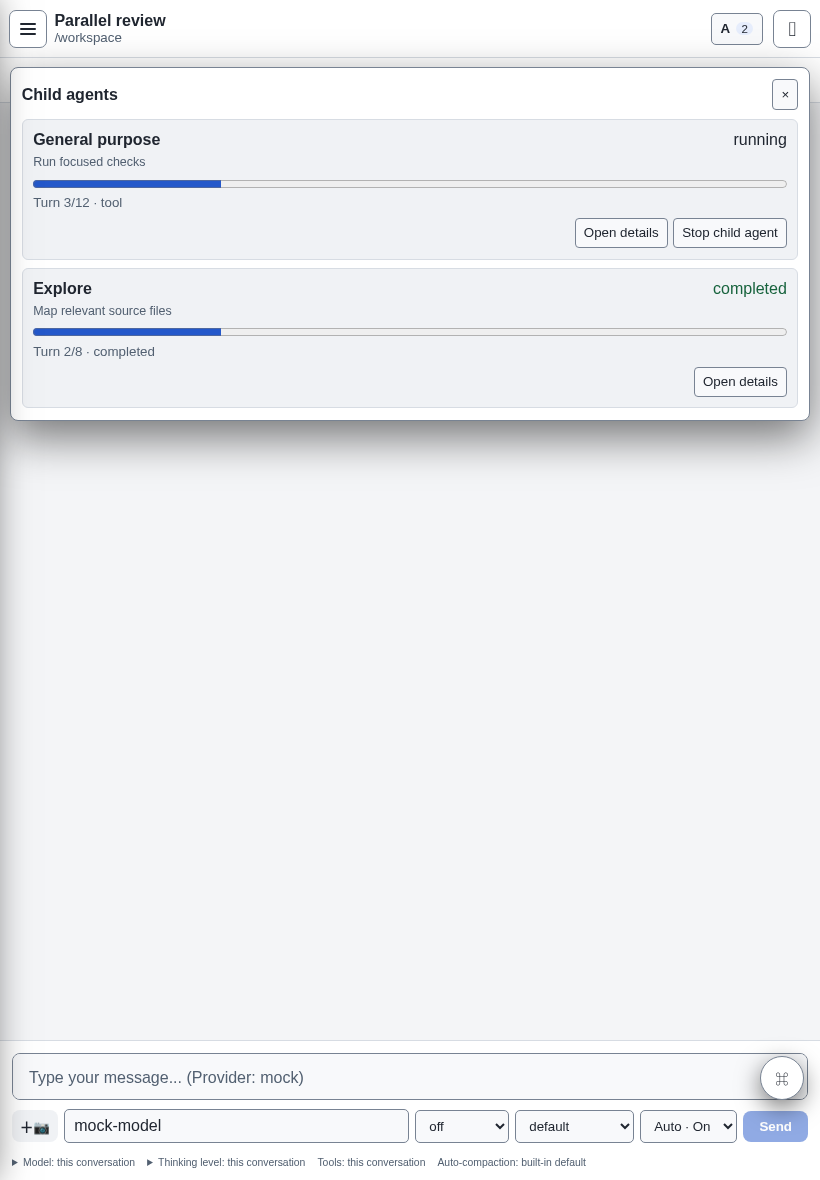 Parallel review
/workspace
A 2
Child agents
×
General purpose
running
Run focused checks
Turn 3/12 · tool
Open details
Stop child agent
Explore
completed
Map relevant source files
Turn 2/8 · completed
Open details
Type your message... (Provider: mock)
⌘
+📷
mock-model
off
default
Auto · On
Send
▸ Model: this conversation
▸ Thinking level: this conversation
Tools: this conversation
Auto-compaction: built-in default